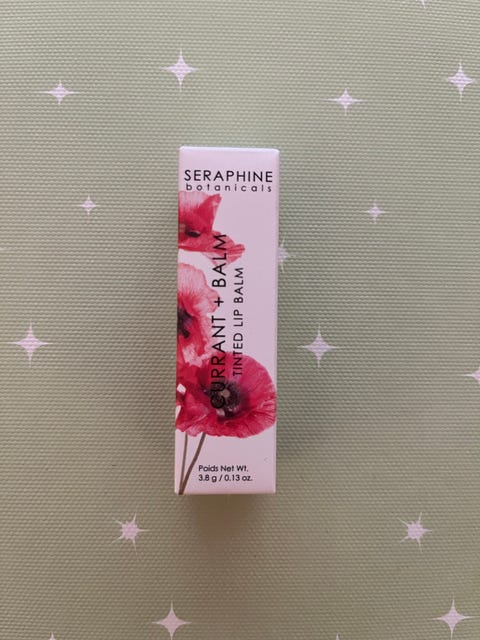 SERAPHINE
botanicals
CURRANT + BALM
TINTED LIP BALM
Poids Net Wt.
3.8 g / 0.13 oz.